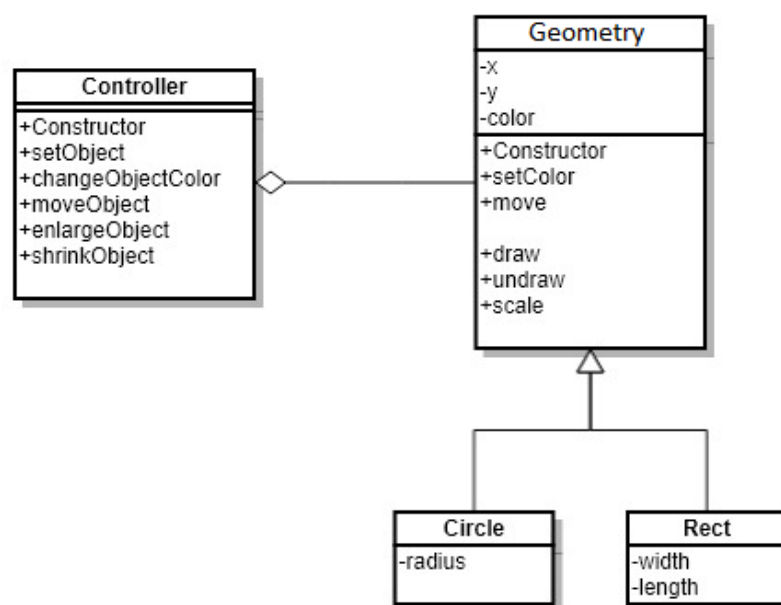 Controller
+Constructor
+setObject
+changeObjectColor
+moveObject
+enlargeObject
+shrinkObject
Geometry
-x
-y
-color
+Constructor
+setColor
+move
+draw
+undraw
+scale
Circle
-radius
Rect
-width
-length